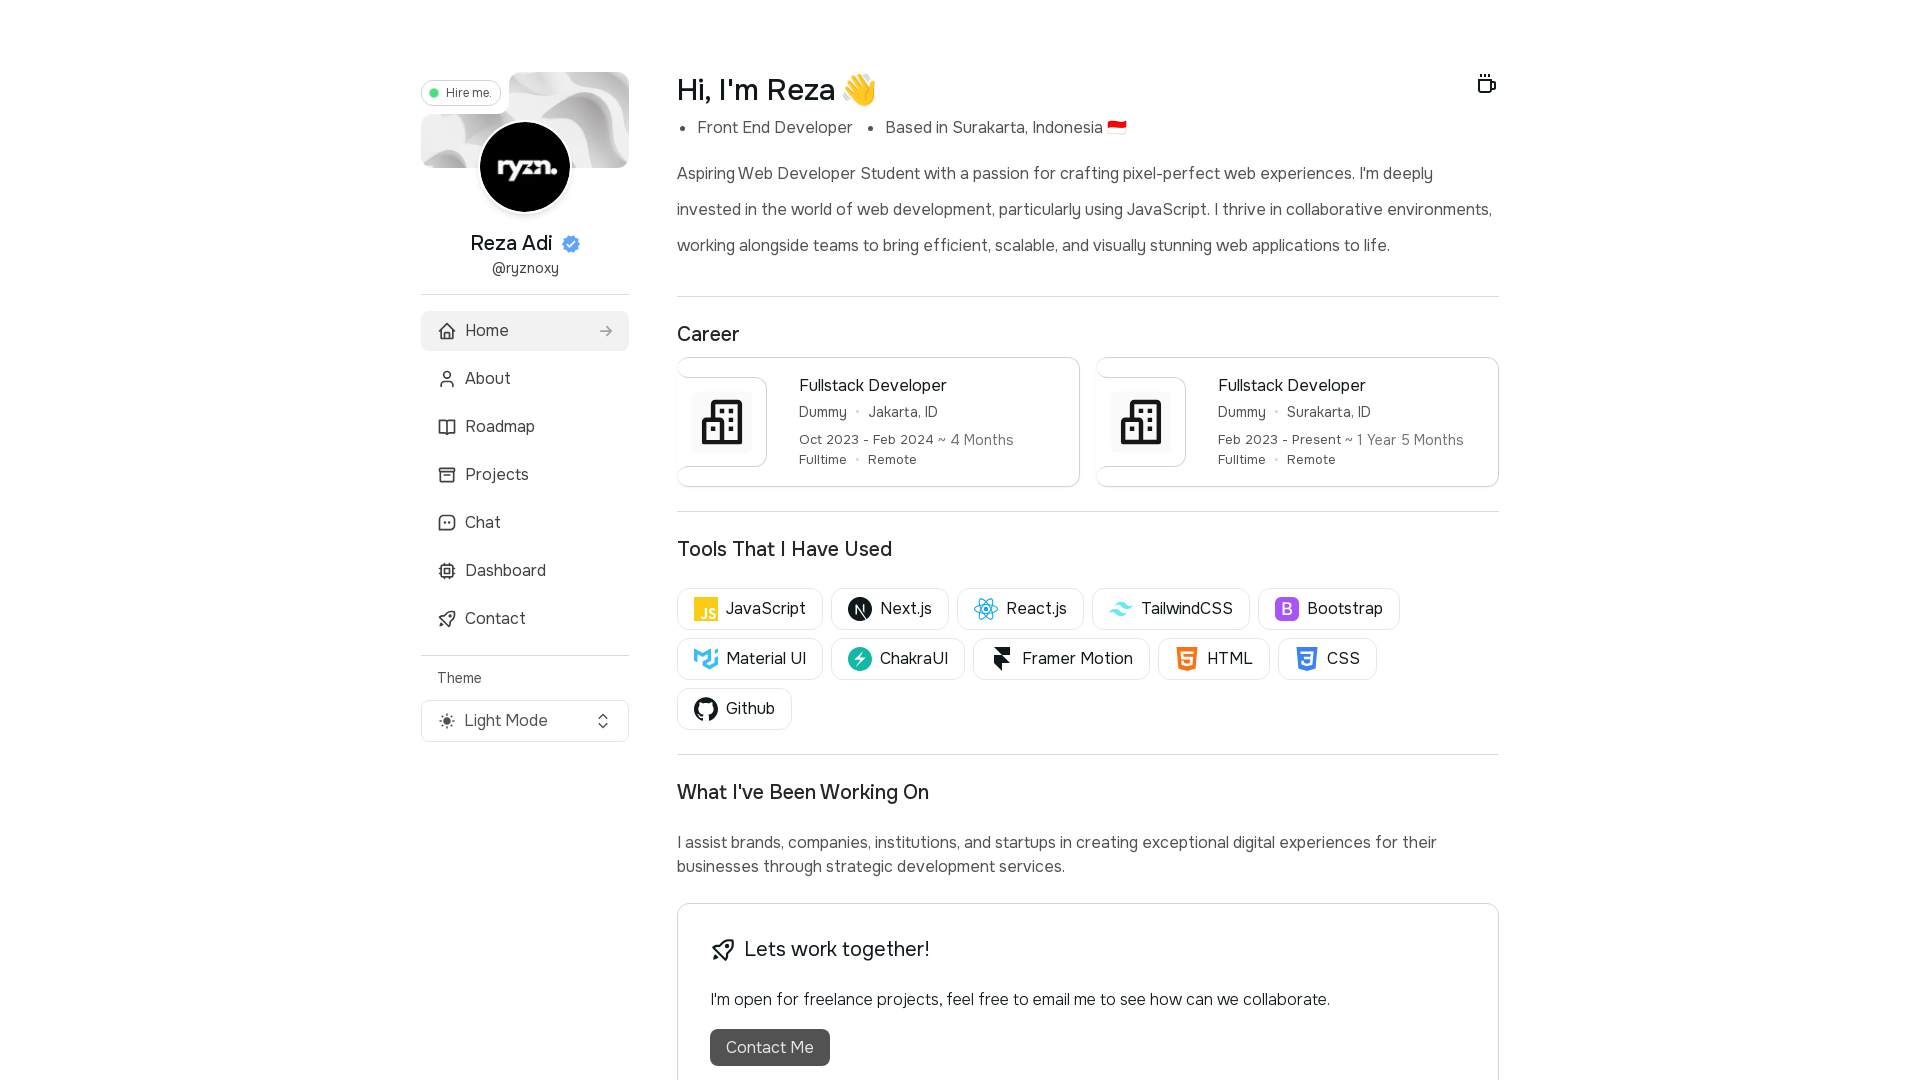 Hire me.
ryzn.
Reza Adi
@ryznoxy
Home
About
Roadmap
Projects
Chat
Dashboard
Contact
Theme
Light Mode
Hi, I'm Reza 👋
• Front End Developer • Based in Surakarta, Indonesia 🇮🇩
Aspiring Web Developer Student with a passion for crafting pixel-perfect web experiences. I'm deeply
invested in the world of web development, particularly using JavaScript. I thrive in collaborative environments,
working alongside teams to bring efficient, scalable, and visually stunning web applications to life.
Career
Fullstack Developer
Dummy • Jakarta, ID
Oct 2023 - Feb 2024 ~ 4 Months
Fulltime • Remote
Fullstack Developer
Dummy • Surakarta, ID
Feb 2023 - Present ~ 1 Year 5 Months
Fulltime • Remote
Tools That I Have Used
JS JavaScript N Next.js React.js TailwindCSS B Bootstrap
Material UI ChakraUI Framer Motion 5 HTML 3 CSS
Github
What I've Been Working On
I assist brands, companies, institutions, and startups in creating exceptional digital experiences for their
businesses through strategic development services.
Lets work together!
I'm open for freelance projects, feel free to email me to see how can we collaborate.
Contact Me